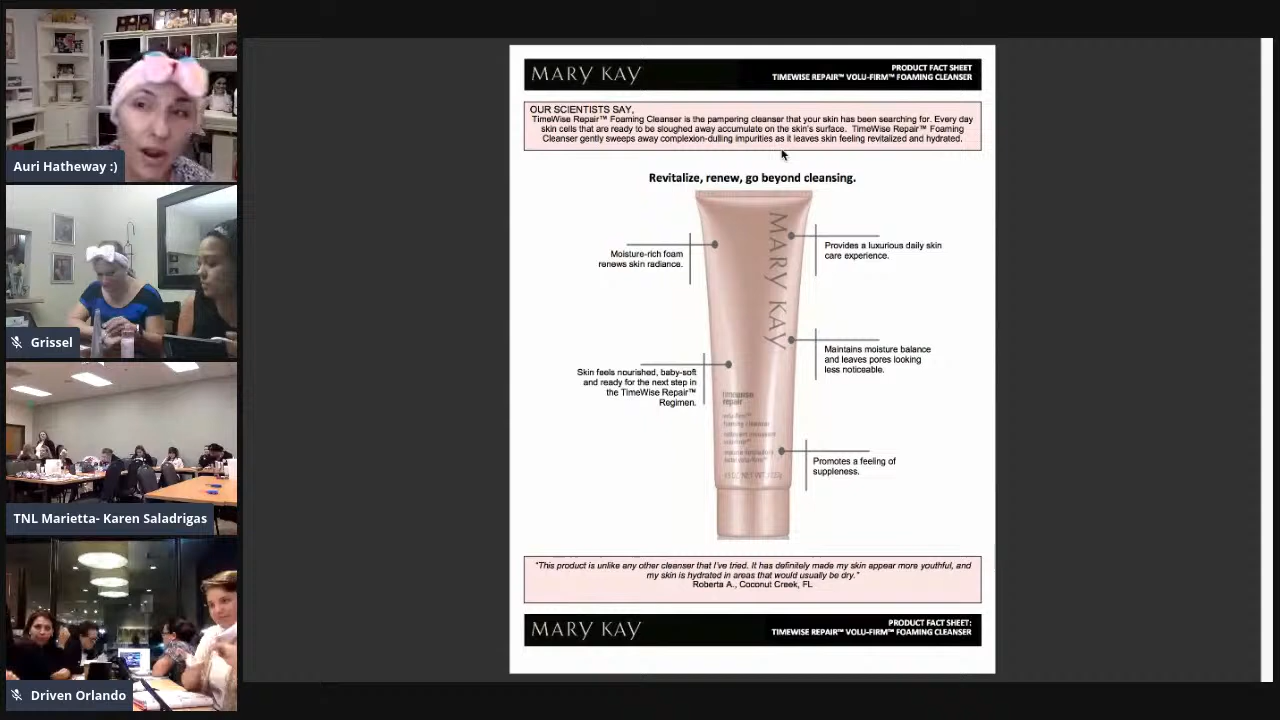 Auri Hatheway :)
Grissel
TNL Marietta- Karen Saladrigas
Driven Orlando
MARY KAY
PRODUCT FACT SHEET
TIMEWISE REPAIR™ VOLU-FIRM™ FOAMING CLEANSER
OUR SCIENTISTS SAY,
TimeWise Repair™ Foaming Cleanser is the pampering cleanser that your skin has been searching for. Every day
skin cells that are ready to be sloughed away accumulate on the skin's surface. TimeWise Repair™ Foaming
Cleanser gently sweeps away complexion-dulling impurities as it leaves skin feeling revitalized and hydrated.
Revitalize, renew, go beyond cleansing.
Moisture-rich foam
renews skin radiance.
Skin feels nourished, baby-soft
and ready for the next step in
the TimeWise Repair™
Regimen.
MARY KAY
timewise
repair
volu-firm™
foaming cleanser
Provides a luxurious daily skin
care experience.
Maintains moisture balance
and leaves pores looking
less noticeable.
Promotes a feeling of
suppleness.
"This product is unlike any other cleanser that I've tried. It has definitely made my skin appear more youthful, and
my skin is hydrated in areas that would usually be dry."
Roberta A., Coconut Creek, FL
MARY KAY
PRODUCT FACT SHEET:
TIMEWISE REPAIR™ VOLU-FIRM™ FOAMING CLEANSER